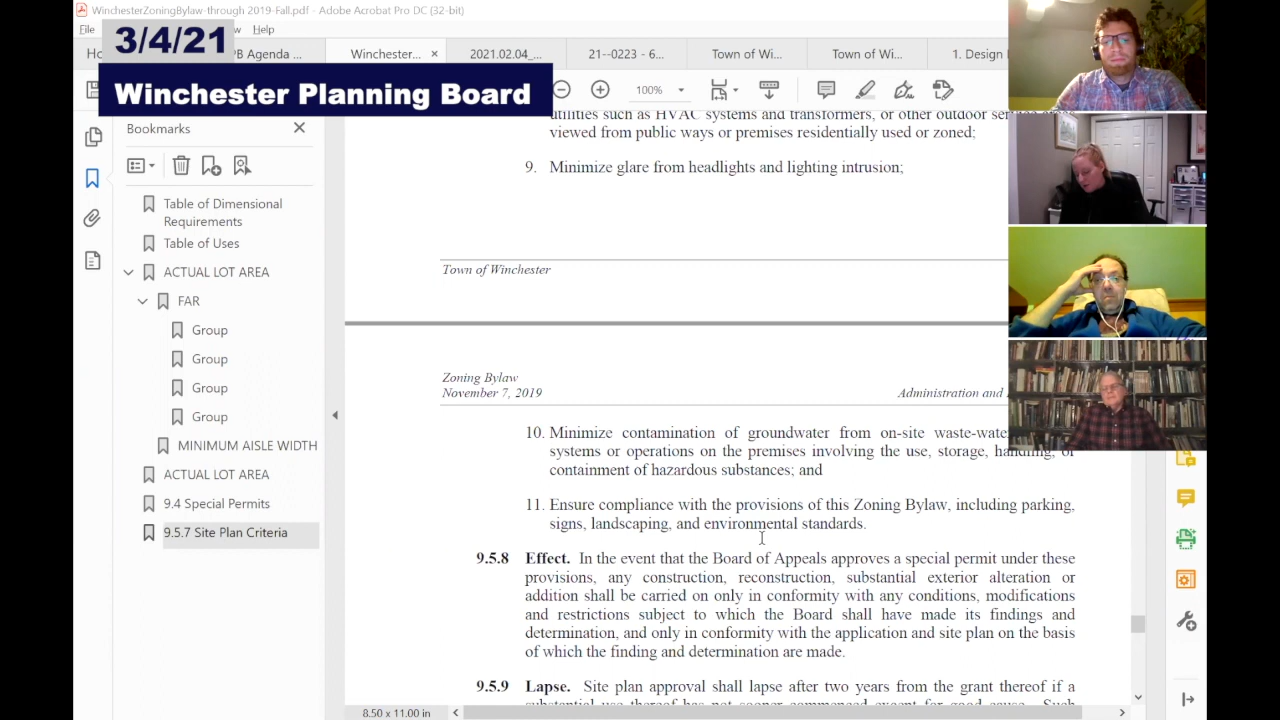 WinchesterZoningBylaw-through 2019-Fall.pdf - Adobe Acrobat Pro DC (32-bit)
File
w Help
3/4/21
B Agenda ...
Winchester... ×
2021.02.04_...
21--0223 - 6...
Town of Wi...
Town of Wi...
1. Design
Winchester Planning Board
100%
Bookmarks
Table of Dimensional
Requirements
Table of Uses
ACTUAL LOT AREA
FAR
Group
Group
Group
Group
MINIMUM AISLE WIDTH
ACTUAL LOT AREA
9.4 Special Permits
9.5.7 Site Plan Criteria
utilities such as HVAC systems and transformers, or other outdoor
viewed from public ways or premises residentially used or zoned;
9. Minimize glare from headlights and lighting intrusion;
Town of Winchester
Zoning Bylaw
November 7, 2019
Administration and
10. Minimize contamination of groundwater from on-site
systems or operations on the premises involving the use, storage, handling, or
containment of hazardous substances; and
11. Ensure compliance with the provisions of this Zoning Bylaw, including parking,
signs, landscaping, and environmental standards.
9.5.8 Effect. In the event that the Board of Appeals approves a special permit under these
provisions, any construction, reconstruction, substantial exterior alteration or
addition shall be carried on only in conformity with any conditions, modifications
and restrictions subject to which the Board shall have made its findings and
determination, and only in conformity with the application and site plan on the basis
of which the finding and determination are made.
9.5.9 Lapse. Site plan approval shall lapse after two years from the grant thereof if a
substantial use thereof has not sooner commenced except for good cause. Such
8.50 x 11.00 in